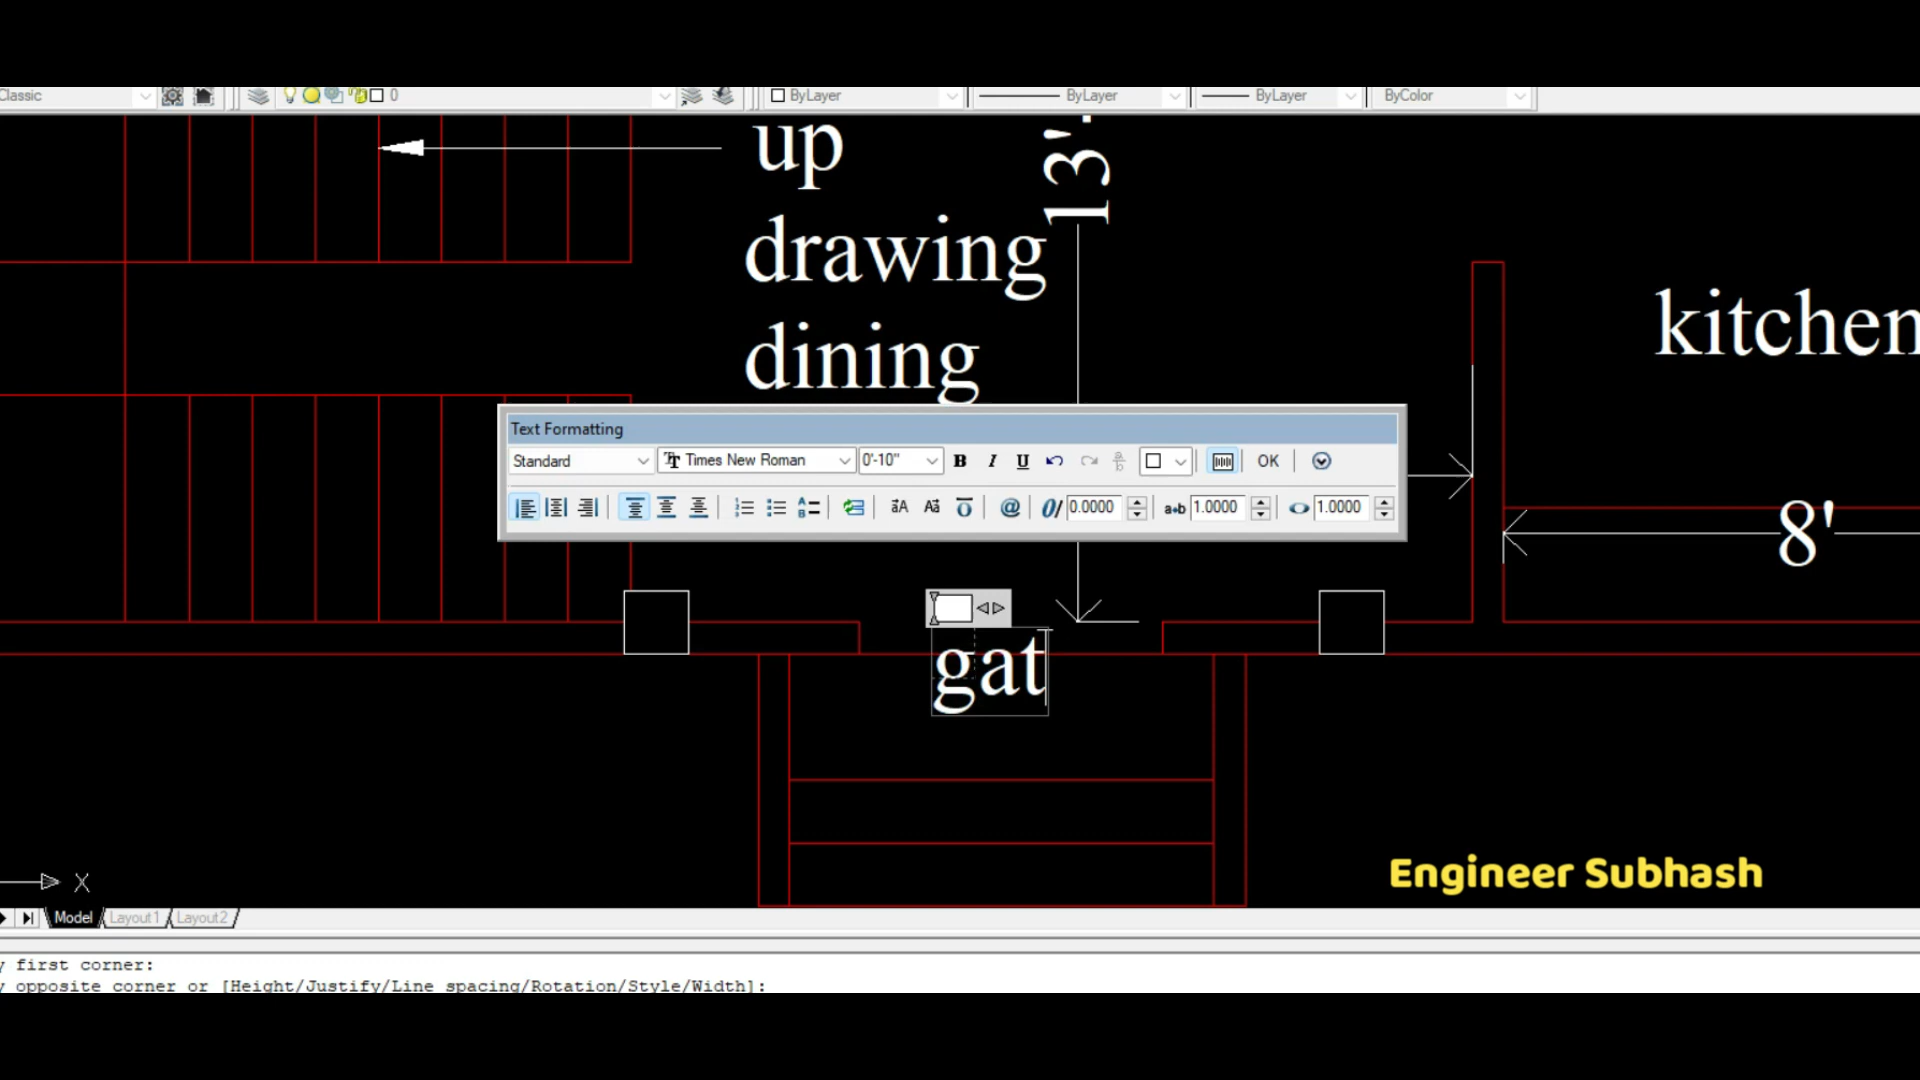 Classic
0
ByLayer
ByLayer
ByLayer
ByColor
up
13'
drawing
dining
kitchen
Text Formatting
Standard
Times New Roman
0'-10"
B I U
OK
@
0/ 0.0000
a•b 1.0000
1.0000
8'
gat
Engineer Subhash
X
Model Layout1 Layout2
y first corner:
y opposite corner or [Height/Justify/Line spacing/Rotation/Style/Width]: